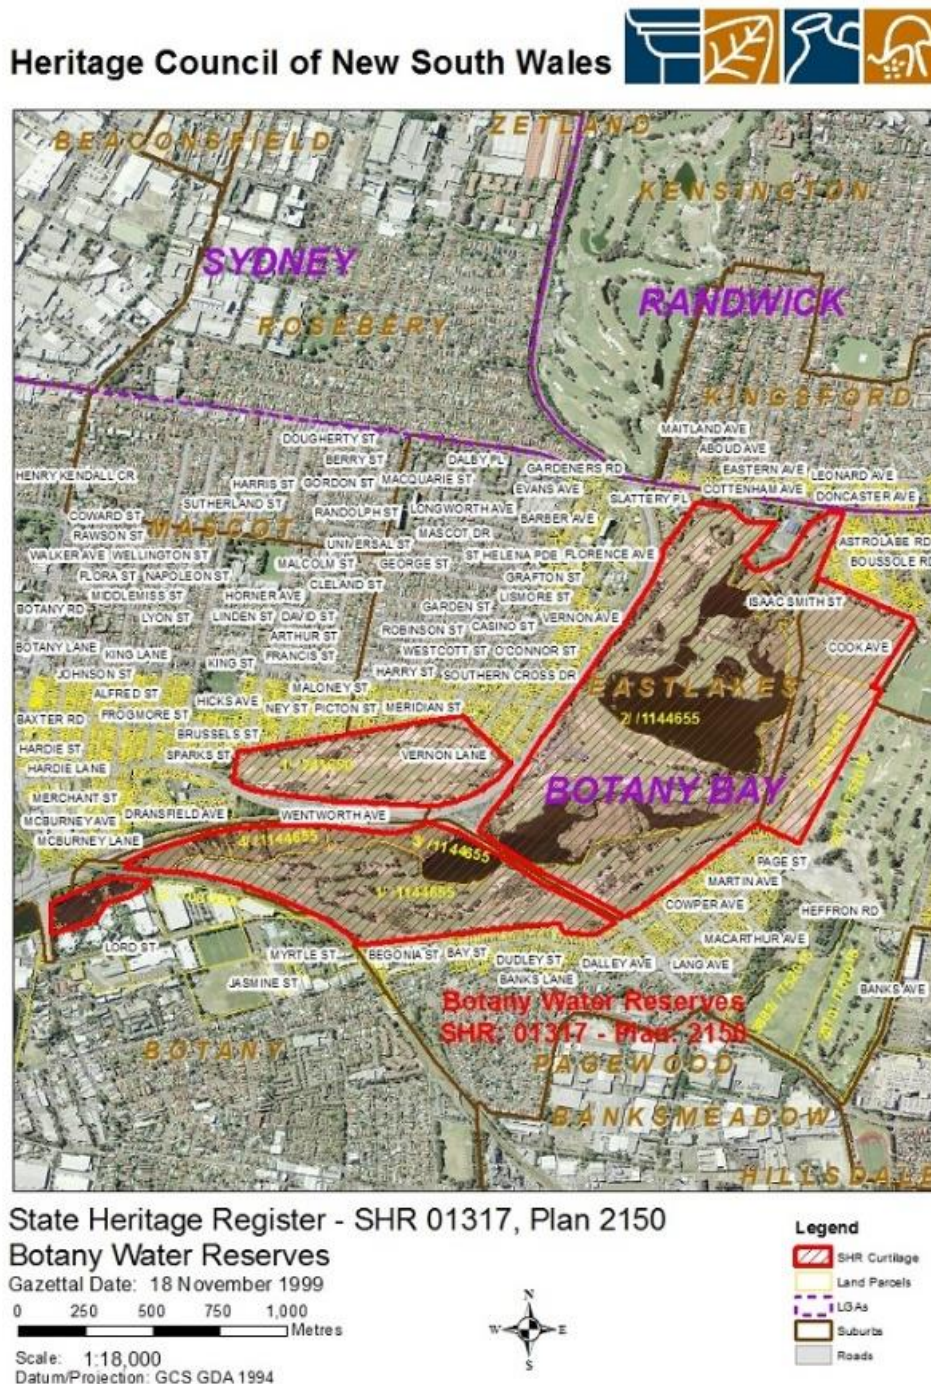 Heritage Council of New South Wales
BEACONSFIELD
ZETLAND
KENSINGTON
SYDNEY
RANDWICK
ROSEBERY
KINGSFORD
MAITLAND AVE
DOUGHERTY ST
ABOUD AVE
BERRY ST
DALBY PL
GARDENERS RD
EASTERN AVE
LEONARD AVE
HENRY KENDALL CR
HARRIS ST
GORDON ST
MACQUARIE ST
EVANS AVE
SLATTERY PL
COTTENHAM AVE
DONCASTER AVE
SUTHERLAND ST
RANDOLPH ST
LONGWORTH AVE
BARBER AVE
COWARD ST
MASCOT
RAWSON ST
MASCOT DR
ASTROLABE RD
UNIVERSAL ST
WALKER AVE
WELLINGTON ST
MALCOLM ST
GEORGE ST
ST HELENA PDE
FLORENCE AVE
BOUSSOLE RD
FLORA ST
NAPOLEON ST
CLELAND ST
GRAFTON ST
MIDDLEMISS ST
HORNER AVE
LISMORE ST
ISAAC SMITH ST
BOTANY RD
LYON ST
LINDEN ST
DAVID ST
GARDEN ST
CASINO ST
VERNON AVE
ARTHUR ST
ROBINSON ST
BOTANY LANE
KING LANE
FRANCIS ST
WESTCOTT ST
O'CONNOR ST
COOK AVE
JOHNSON ST
KING ST
HARRY ST
SOUTHERN CROSS DR
ALFRED ST
HICKS AVE
MALONEY ST
EASTLAKES
BAXTER RD
FROGMORE ST
NEY ST
PICTON ST
MERIDIAN ST
2//1144655
BRUSSELS ST
HARDIE ST
SPARKS ST
VERNON LANE
HARDIE LANE
BOTANY BAY
MERCHANT ST
DRANSFIELD AVE
WENTWORTH AVE
MCBURNEY AVE
MCBURNEY LANE
4//1144655
3//1144655
PAGE ST
1//1144655
MARTIN AVE
COWPER AVE
HEFFRON RD
LORD ST
MYRTLE ST
BEGONIA ST
BAY ST
DUDLEY ST
DALLEY AVE
LANG AVE
MACARTHUR AVE
JASMINE ST
BANKS LANE
BANKS AVE
Botany Water Reserves
SHR: 01317 - Plan: 2150
BOTANY
PAGEWOOD
BANKSMEADOW
HILLSDALE
State Heritage Register - SHR 01317, Plan 2150
Botany Water Reserves
Gazettal Date: 18 November 1999
0 250 500 750 1,000
Metres
Scale: 1:18,000
Datum/Projection: GCS GDA 1994
N
W E
S
Legend
SHR Curtilage
Land Parcels
LGAs
Suburbs
Roads